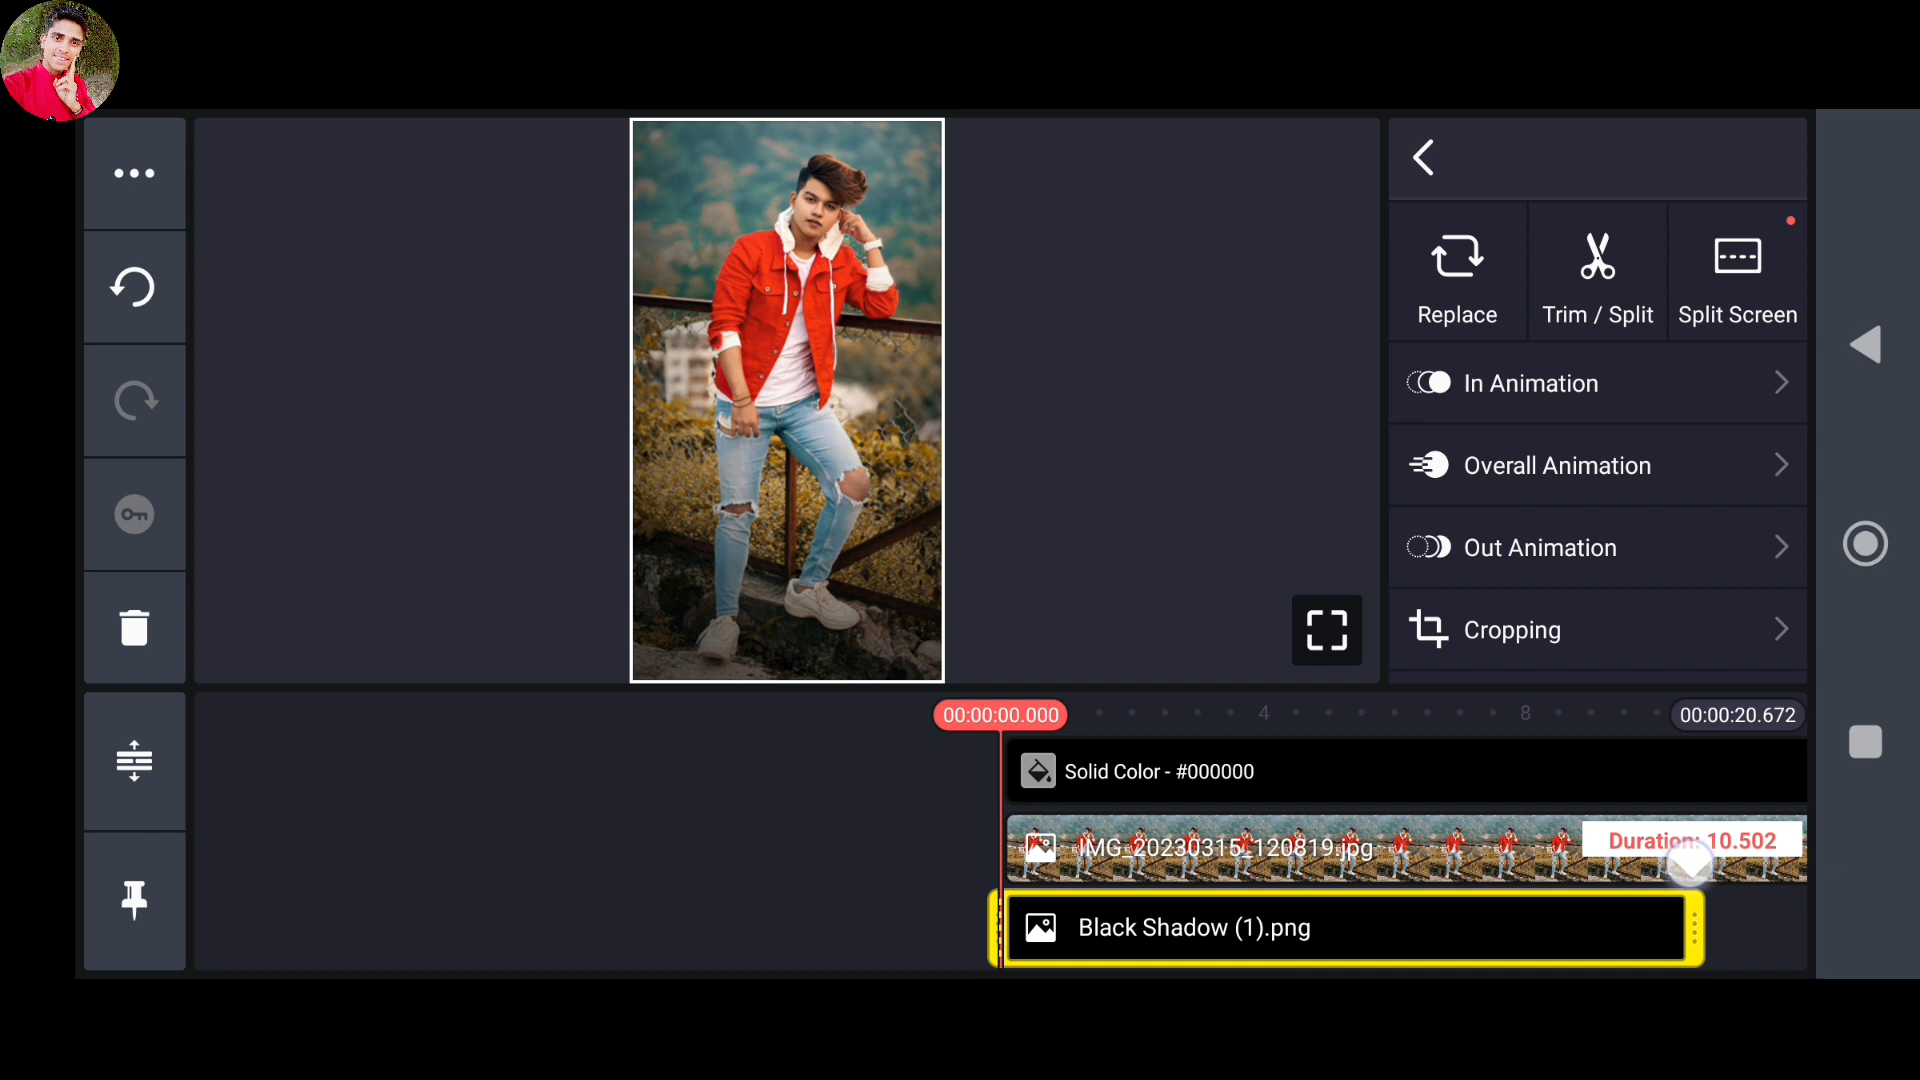 Replace
Trim / Split
Split Screen
In Animation
Overall Animation
Out Animation
Cropping
00:00:00.000
4
8
00:00:20.672
Solid Color - #000000
IMG_20230315_120819.jpg
Duration: 10.502
Black Shadow (1).png